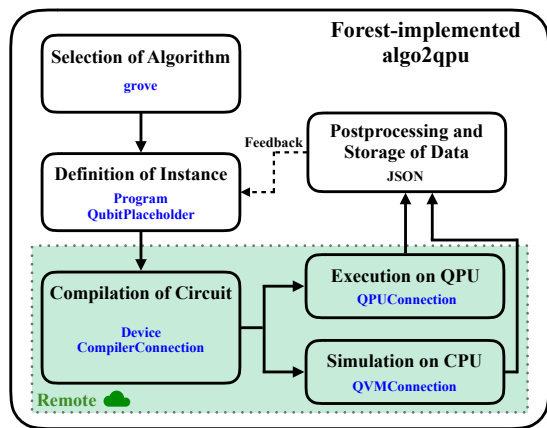 Forest-implemented
algo2qpu
Selection of Algorithm
grove
Definition of Instance
Program
QubitPlaceholder
Feedback
Postprocessing and
Storage of Data
JSON
Compilation of Circuit
Device
CompilerConnection
Execution on QPU
QPUConnection
Simulation on CPU
QVMConnection
Remote